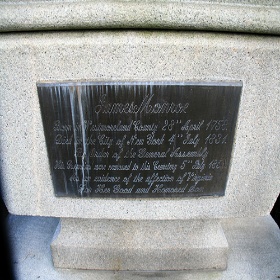 James Monroe
Born in Westmoreland County 28th April 1758
Died in the City of New York 4th July 1831.
By Order of The General Assembly
His Remains were removed to this Cemetery 5th July 1858
As an evidence of the affection of Virginia
For Her Good and Honored Son.